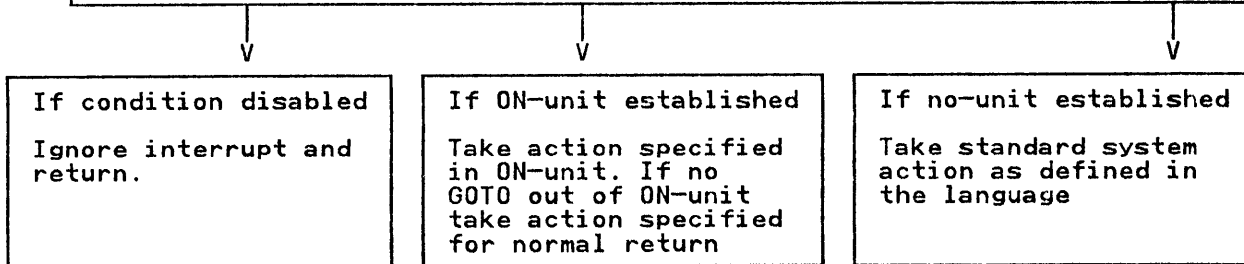 If condition disabled
Ignore interrupt and
return.
If ON-unit established
Take action specified
in ON-unit. If no
GOTO out of ON-unit
take action specified
for normal return
If no-unit established
Take standard system
action as defined in
the language